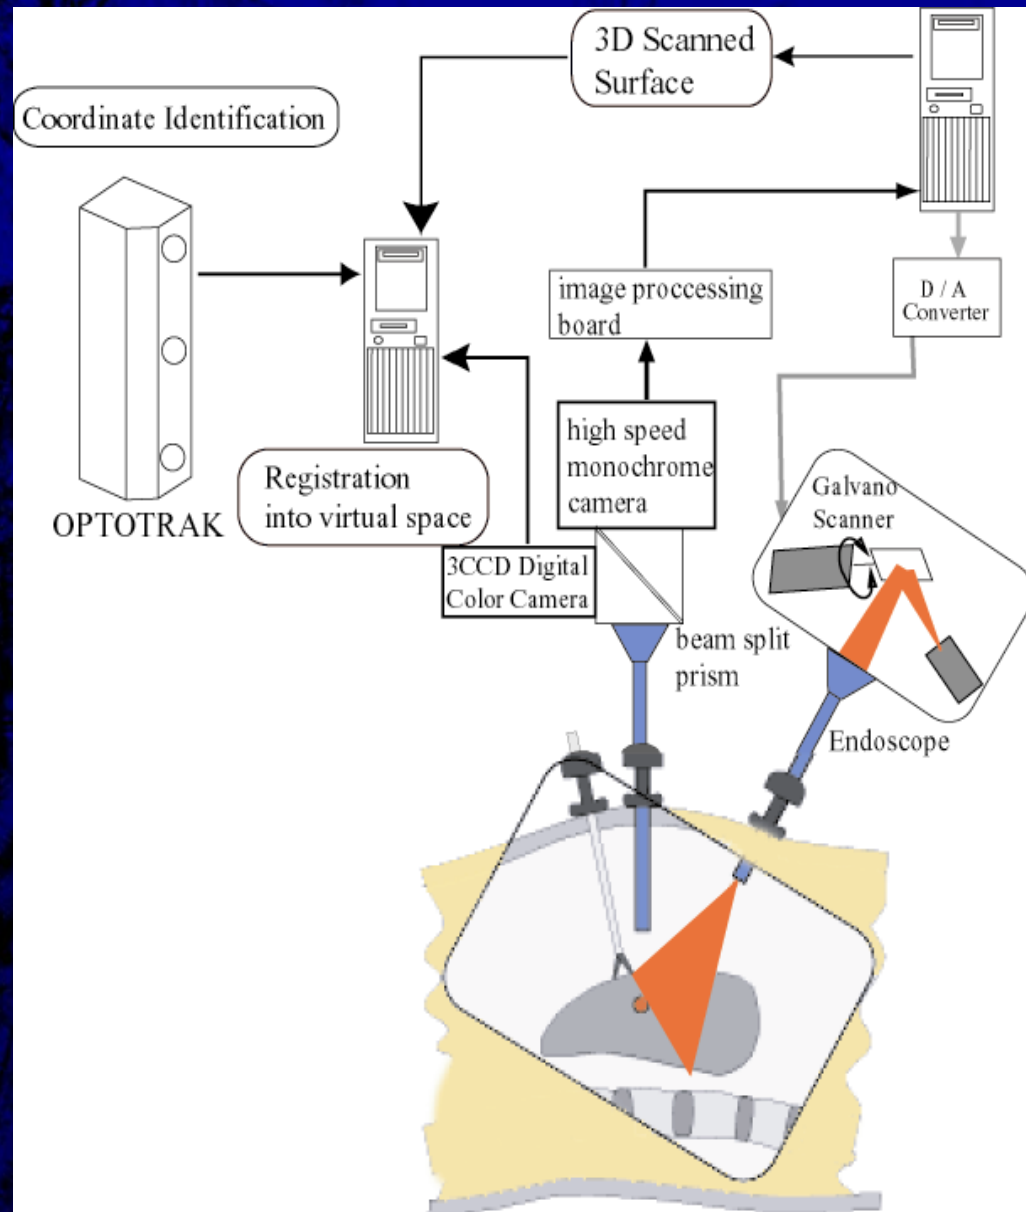 3D Scanned
Surface
Coordinate Identification
image proccessing
board
D / A
Converter
high speed
monochrome
camera
Galvano
Scanner
Registration
into virtual space
OPTOTRAK
3CCD Digital
Color Camera
beam split
prism
Endoscope